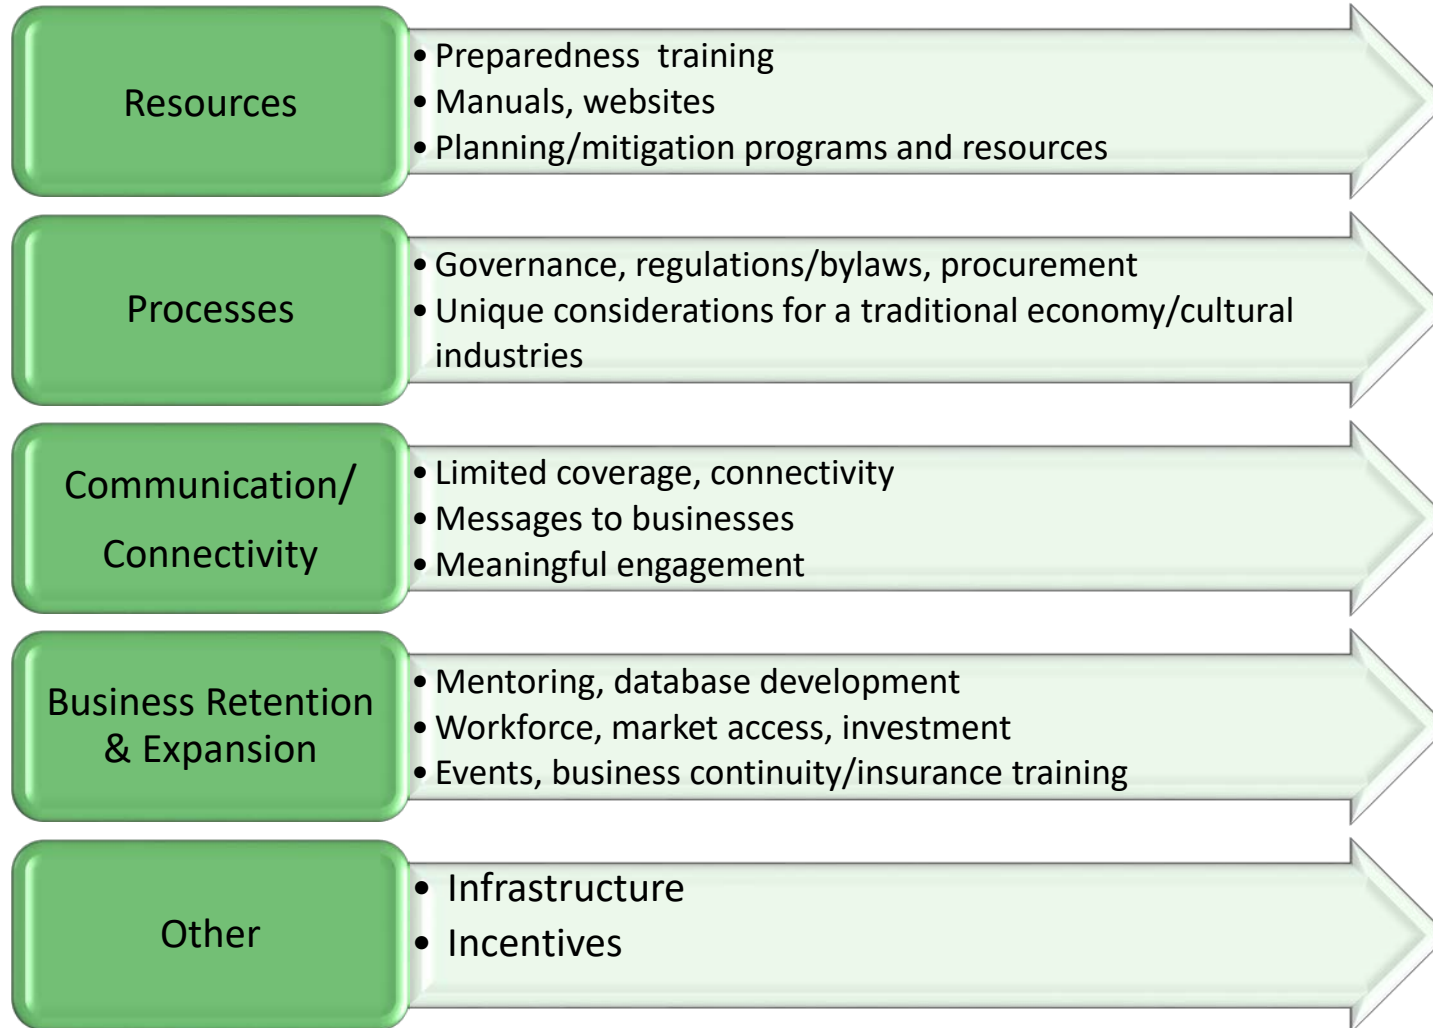 Resources
• Preparedness  training
• Manuals, websites
• Planning/mitigation programs and resources
Processes
• Governance, regulations/bylaws, procurement
• Unique considerations for a traditional economy/cultural
industries
Communication/
Connectivity
• Limited coverage, connectivity
• Messages to businesses
• Meaningful engagement
Business Retention
& Expansion
• Mentoring, database development
• Workforce, market access, investment
• Events, business continuity/insurance training
Other
• Infrastructure
• Incentives